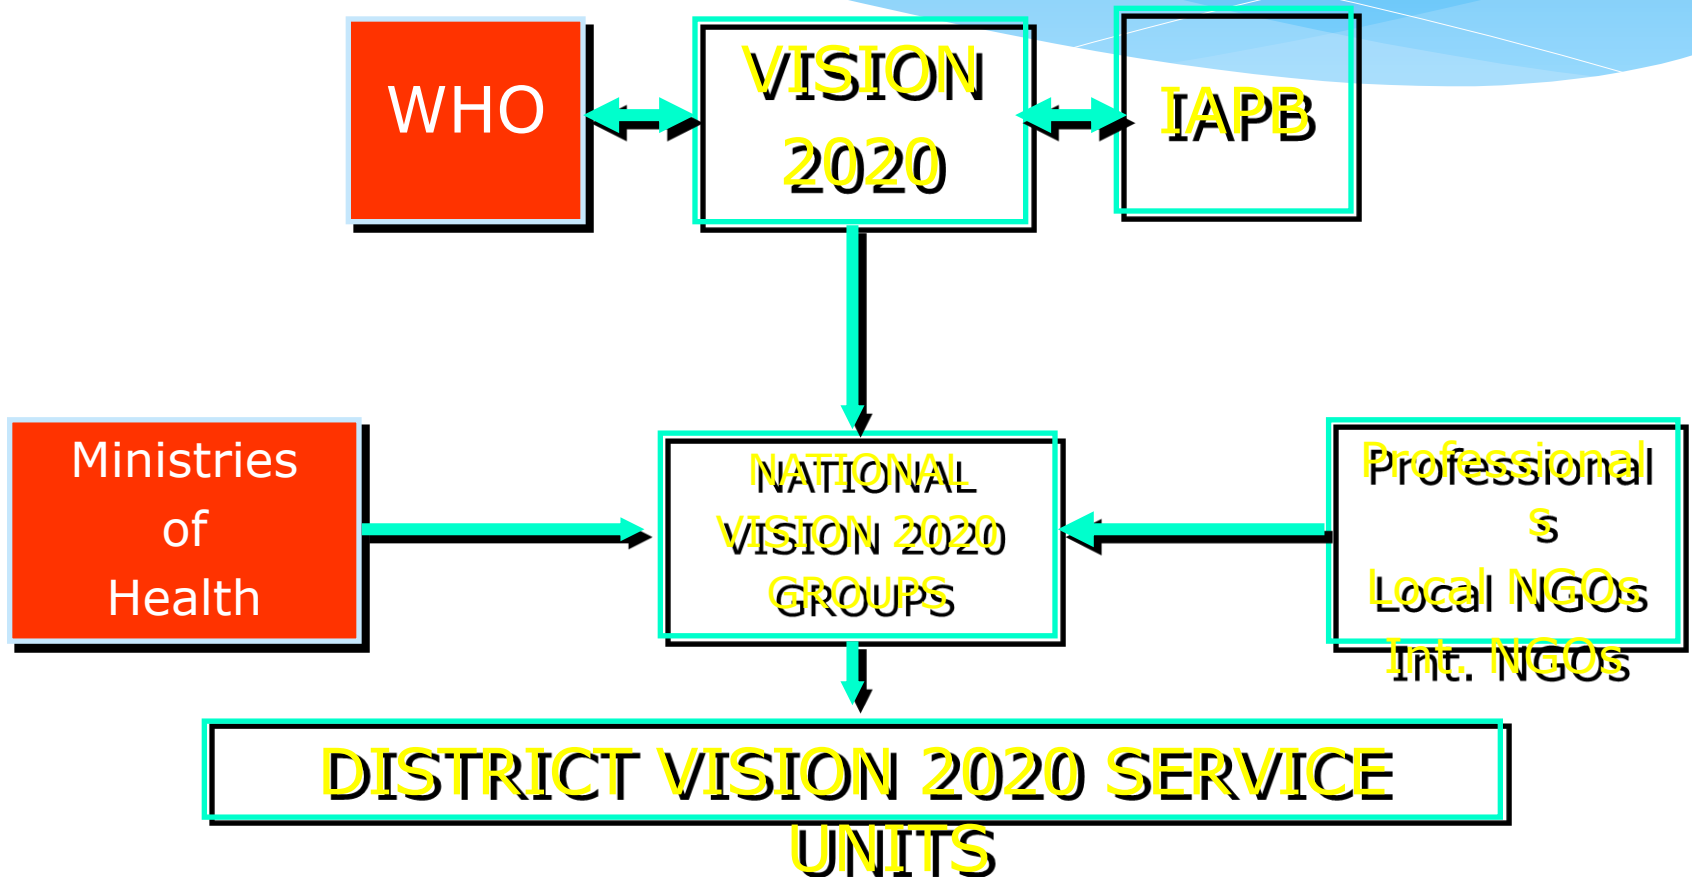 WHO
VISION
2020
IAPB
Ministries
of
Health
NATIONAL
VISION 2020
GROUPS
Professional
s
Local NGOs
Int. NGOs
DISTRICT VISION 2020 SERVICE
UNITS